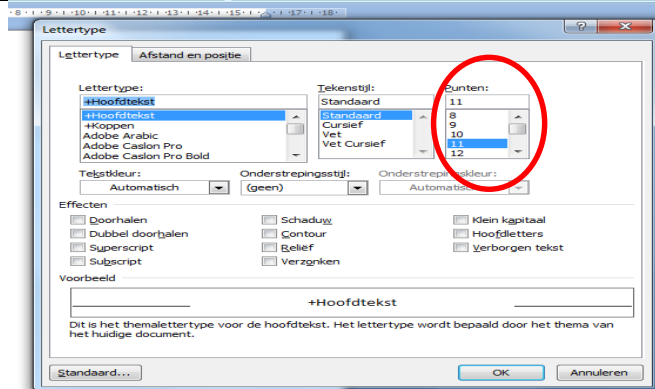 · 8 · ı · 9 · ı ·10· ı ·11· ı ·12· ı ·13· ı ·14· ı ·15· ı · ı ·17· ı ·18·
Lettertype
Lettertype Afstand en positie
Lettertype: Tekenstijl: Punten:
+Hoofdtekst Standaard 11
+Hoofdtekst Standaard 8
+Koppen Cursief 9
Adobe Arabic Vet 10
Adobe Caslon Pro Vet Cursief 11
Adobe Caslon Pro Bold 12
Tekstkleur: Onderstrepingsstijl: Onderstrepingskleur:
Automatisch (geen) Automatisch
Effecten
Doorhalen Schaduw Klein kapitaal
Dubbel doorhalen Contour Hoofdletters
Superscript Reliëf Verborgen tekst
Subscript Verzonken
Voorbeeld
+Hoofdtekst
Dit is het themalettertype voor de hoofdtekst. Het lettertype wordt bepaald door het thema van
het huidige document.
Standaard... OK Annuleren